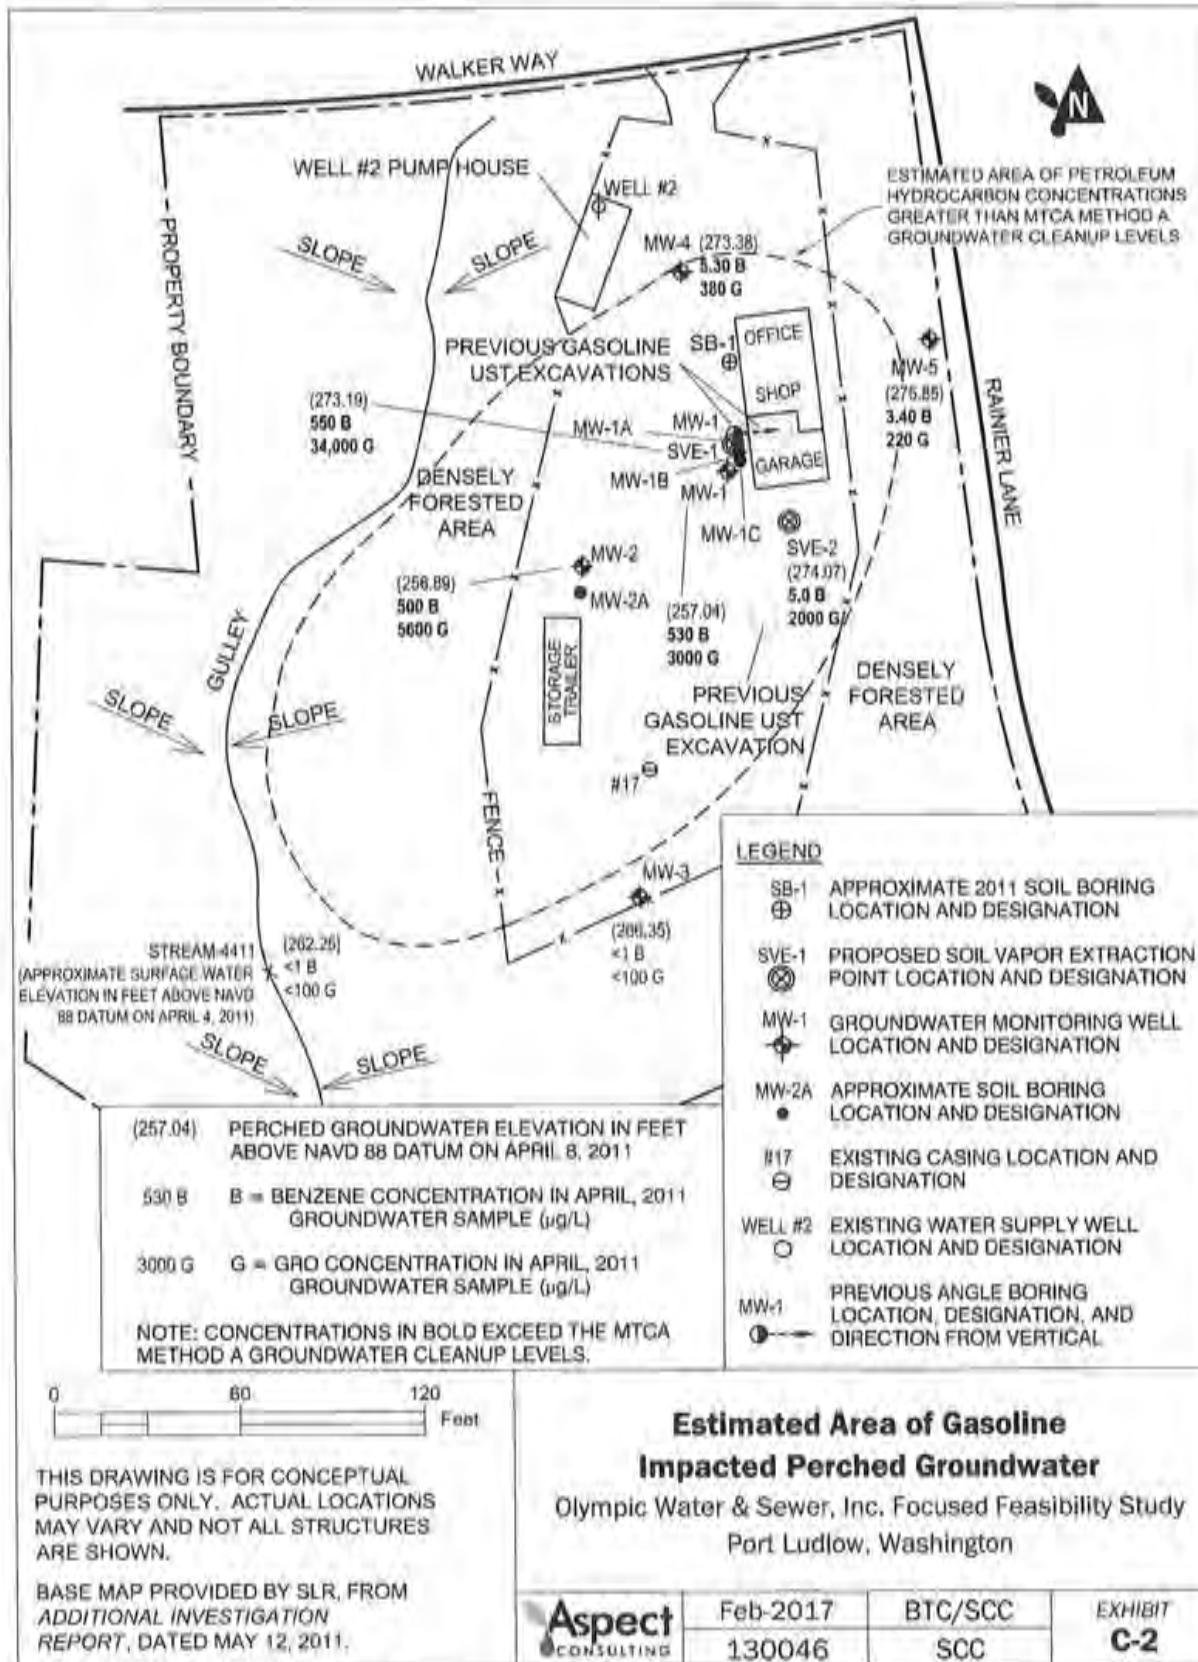 WALKER WAY
N
WELL #2 PUMP HOUSE
WELL #2
ESTIMATED AREA OF PETROLEUM
HYDROCARBON CONCENTRATIONS
GREATER THAN MTCA METHOD A
GROUNDWATER CLEANUP LEVELS
PROPERTY BOUNDARY
SLOPE
SLOPE
MW-4
(273.38)
5.30 B
380 G
PREVIOUS GASOLINE
UST EXCAVATIONS
SB-1
OFFICE
SHOP
GARAGE
MW-5
(275.85)
3.40 B
220 G
RAINIER LANE
(273.19)
550 B
34,000 G
MW-1A
MW-1
SVE-1
MW-1B
MW-1
MW-1C
DENSELY
FORESTED
AREA
SVE-2
(274.07)
5.0 B
2000 G
MW-2
MW-2A
(256.89)
500 B
5600 G
(257.04)
530 B
3000 G
GULLEY
STORAGE
TRAILER
DENSELY
FORESTED
AREA
PREVIOUS
GASOLINE UST
EXCAVATION
SLOPE
SLOPE
#17
FENCE
MW-3
(266.35)
<1 B
<100 G
STREAM-4411
(APPROXIMATE SURFACE WATER
ELEVATION IN FEET ABOVE NAVD
88 DATUM ON APRIL 4, 2011)
(262.25)
<1 B
<100 G
SLOPE
SLOPE
LEGEND
SB-1 APPROXIMATE 2011 SOIL BORING
LOCATION AND DESIGNATION
SVE-1 PROPOSED SOIL VAPOR EXTRACTION
POINT LOCATION AND DESIGNATION
MW-1 GROUNDWATER MONITORING WELL
LOCATION AND DESIGNATION
MW-2A APPROXIMATE SOIL BORING
LOCATION AND DESIGNATION
#17 EXISTING CASING LOCATION AND
DESIGNATION
WELL #2 EXISTING WATER SUPPLY WELL
LOCATION AND DESIGNATION
MW-1 PREVIOUS ANGLE BORING
LOCATION, DESIGNATION, AND
DIRECTION FROM VERTICAL
(257.04) PERCHED GROUNDWATER ELEVATION IN FEET
ABOVE NAVD 88 DATUM ON APRIL 8, 2011
530 B B = BENZENE CONCENTRATION IN APRIL, 2011
GROUNDWATER SAMPLE (µg/L)
3000 G G = GRO CONCENTRATION IN APRIL, 2011
GROUNDWATER SAMPLE (µg/L)
NOTE: CONCENTRATIONS IN BOLD EXCEED THE MTCA
METHOD A GROUNDWATER CLEANUP LEVELS.
0 60 120
Feet
THIS DRAWING IS FOR CONCEPTUAL
PURPOSES ONLY. ACTUAL LOCATIONS
MAY VARY AND NOT ALL STRUCTURES
ARE SHOWN.
BASE MAP PROVIDED BY SLR, FROM
ADDITIONAL INVESTIGATION
REPORT, DATED MAY 12, 2011.
Estimated Area of Gasoline
Impacted Perched Groundwater
Olympic Water & Sewer, Inc. Focused Feasibility Study
Port Ludlow, Washington
Aspect
CONSULTING
Feb-2017
130046
BTC/SCC
SCC
EXHIBIT
C-2